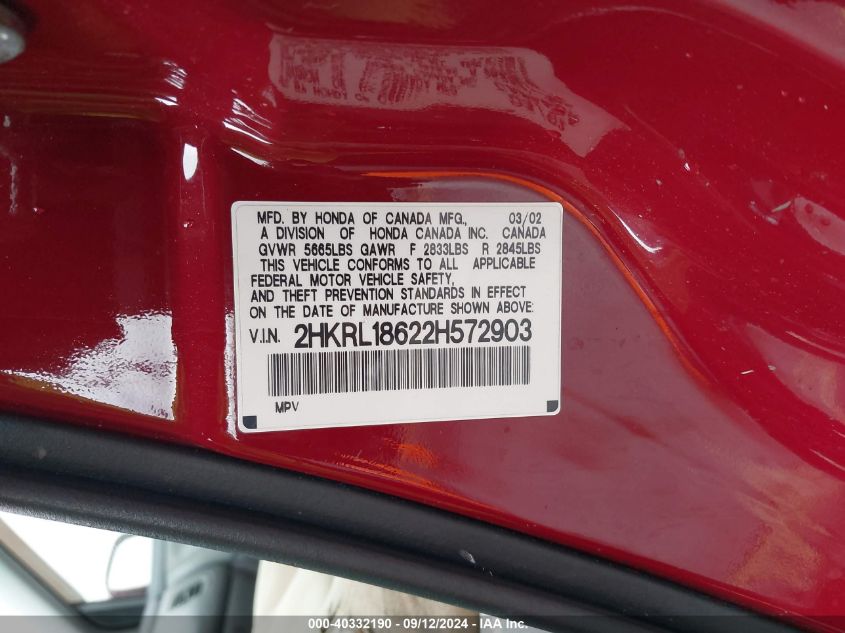 MFD. BY HONDA OF CANADA MFG., 03/02
A DIVISION OF HONDA CANADA INC. CANADA
GVWR 5665LBS GAWR F 2833LBS R 2845LBS
THIS VEHICLE CONFORMS TO ALL APPLICABLE
FEDERAL MOTOR VEHICLE SAFETY,
AND THEFT PREVENTION STANDARDS IN EFFECT
ON THE DATE OF MANUFACTURE SHOWN ABOVE:
V.I.N. 2HKRL18622H572903
MPV
000-40332190 - 09/12/2024 - IAA Inc.